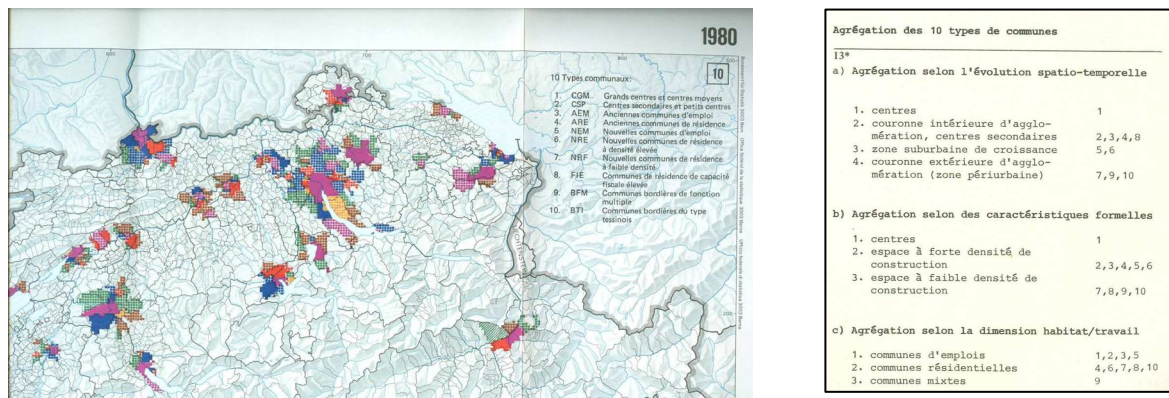 1980
10
10 Types communaux:
1. CGM Grands centres et centres moyens
2. CSP Centres secondaires et petits centres
3. AEM Anciennes communes d'emploi
4. ARE Anciennes communes de résidence
5. NEM Nouvelles communes d'emploi
6. NRE Nouvelles communes de résidence
à densité élevée
7. NRF Nouvelles communes de résidence
à faible densité
8. FIE Communes de résidence de capacité
fiscale élevée
9. BFM Communes bordières de fonction
multiple
10. BTI Communes bordières du type
tessinois
Agrégation des 10 types de communes
13*
a) Agrégation selon l'évolution spatio-temporelle
1. centres 1
2. couronne intérieure d'agglo-
mération, centres secondaires 2,3,4,8
3. zone suburbaine de croissance 5,6
4. couronne extérieure d'agglo-
mération (zone périurbaine) 7,9,10
b) Agrégation selon des caractéristiques formelles
1. centres 1
2. espace à forte densité de
construction 2,3,4,5,6
3. espace à faible densité de
construction 7,8,9,10
c) Agrégation selon la dimension habitat/travail
1. communes d'emplois 1,2,3,5
2. communes résidentielles 4,6,7,8,10
3. communes mixtes 9